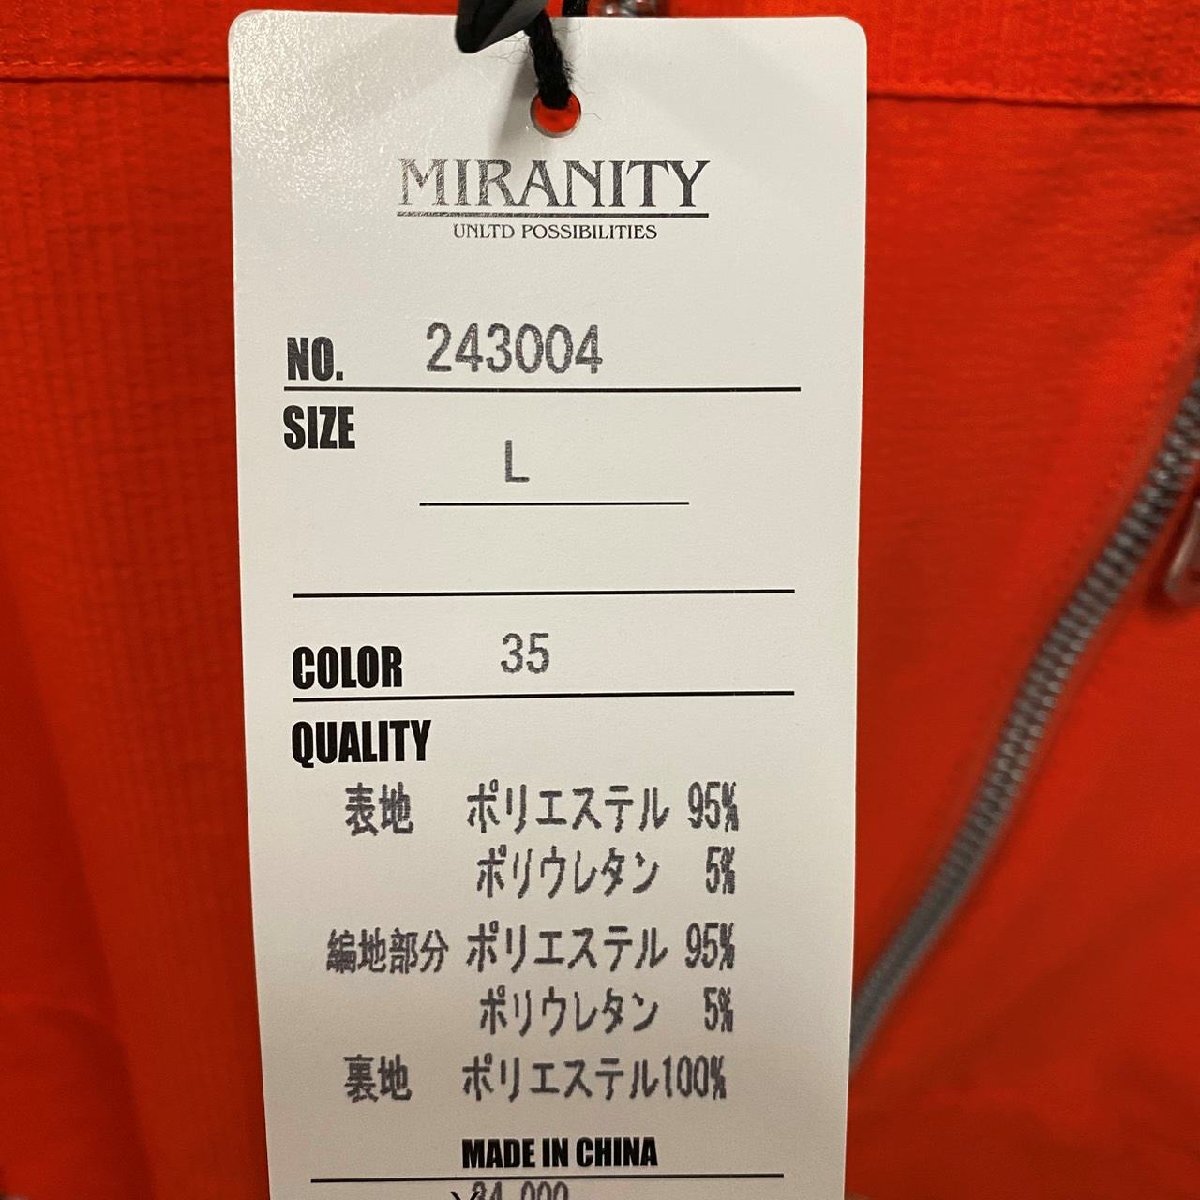 MIRANITY
UNLTD POSSIBILITIES
NO. 243004
SIZE
L
COLOR 35
QUALITY
表地 ポリエステル 95%
ポリウレタン 5%
編地部分 ポリエステル 95%
ポリウレタン 5%
裏地 ポリエステル100%
MADE IN CHINA